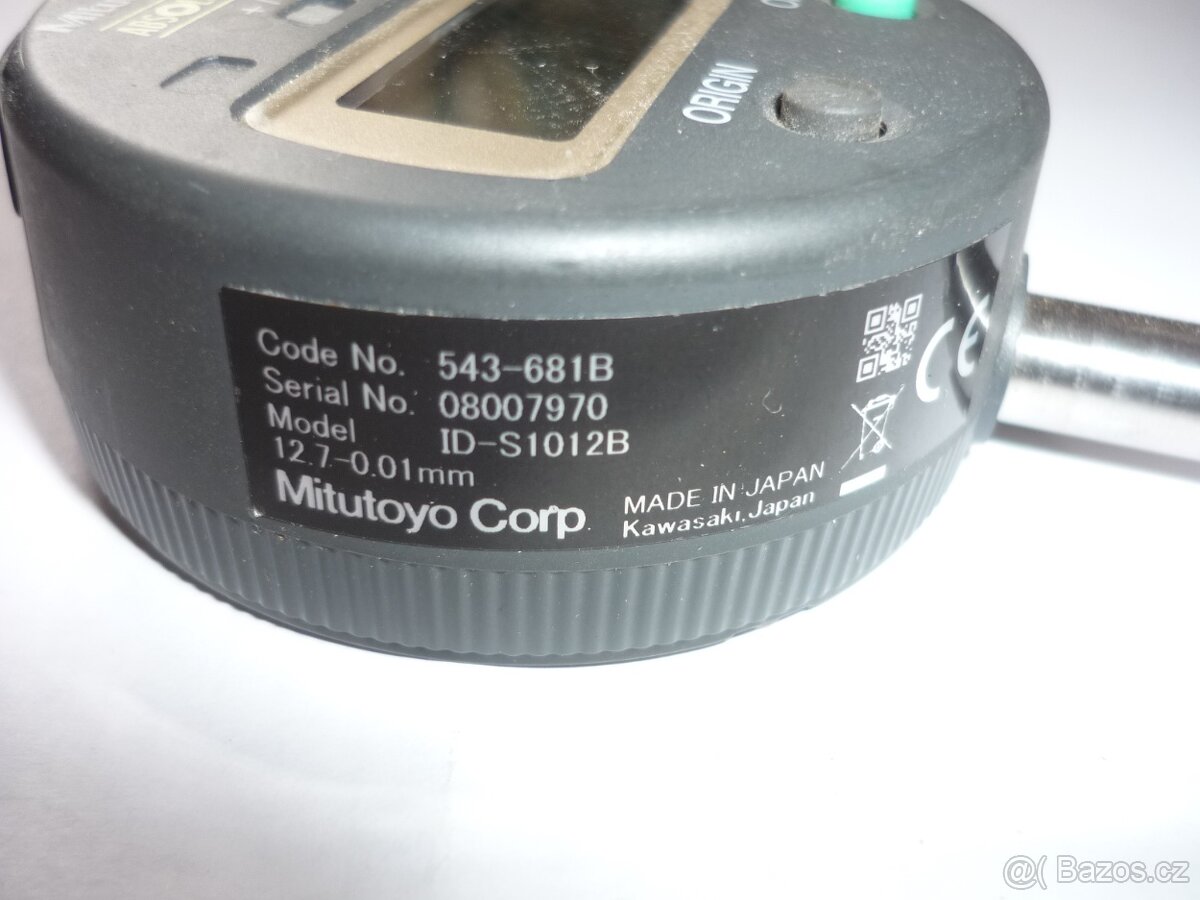 ORIGIN
Code No. 543-681B
Serial No. 08007970
Model ID-S1012B
12.7-0.01mm
Mitutoyo Corp.
MADE IN JAPAN
Kawasaki, Japan
CE
@( Bazos.cz